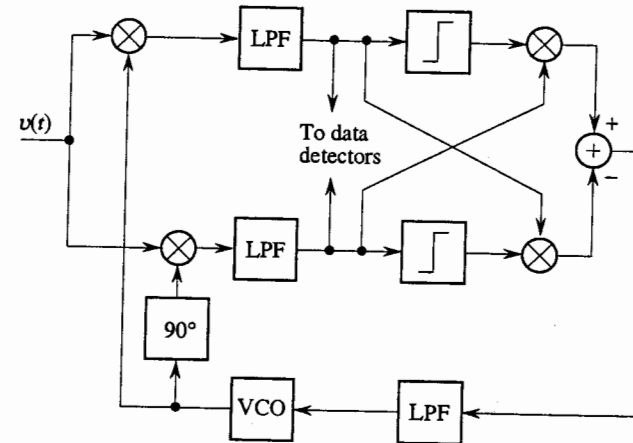 LPF
υ(t)
To data
detectors
+
+
−
LPF
90°
VCO
LPF